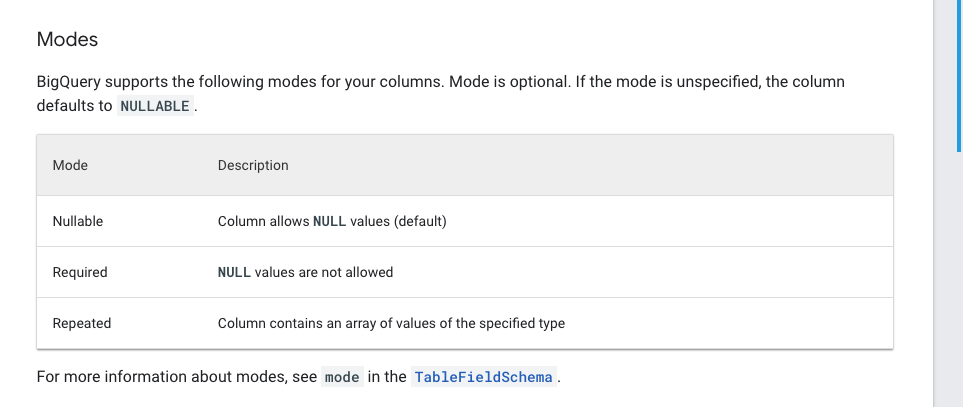 Modes
BigQuery supports the following modes for your columns. Mode is optional. If the mode is unspecified, the column
defaults to NULLABLE.
Mode Description
Nullable Column allows NULL values (default)
Required NULL values are not allowed
Repeated Column contains an array of values of the specified type
For more information about modes, see mode in the TableFieldSchema.